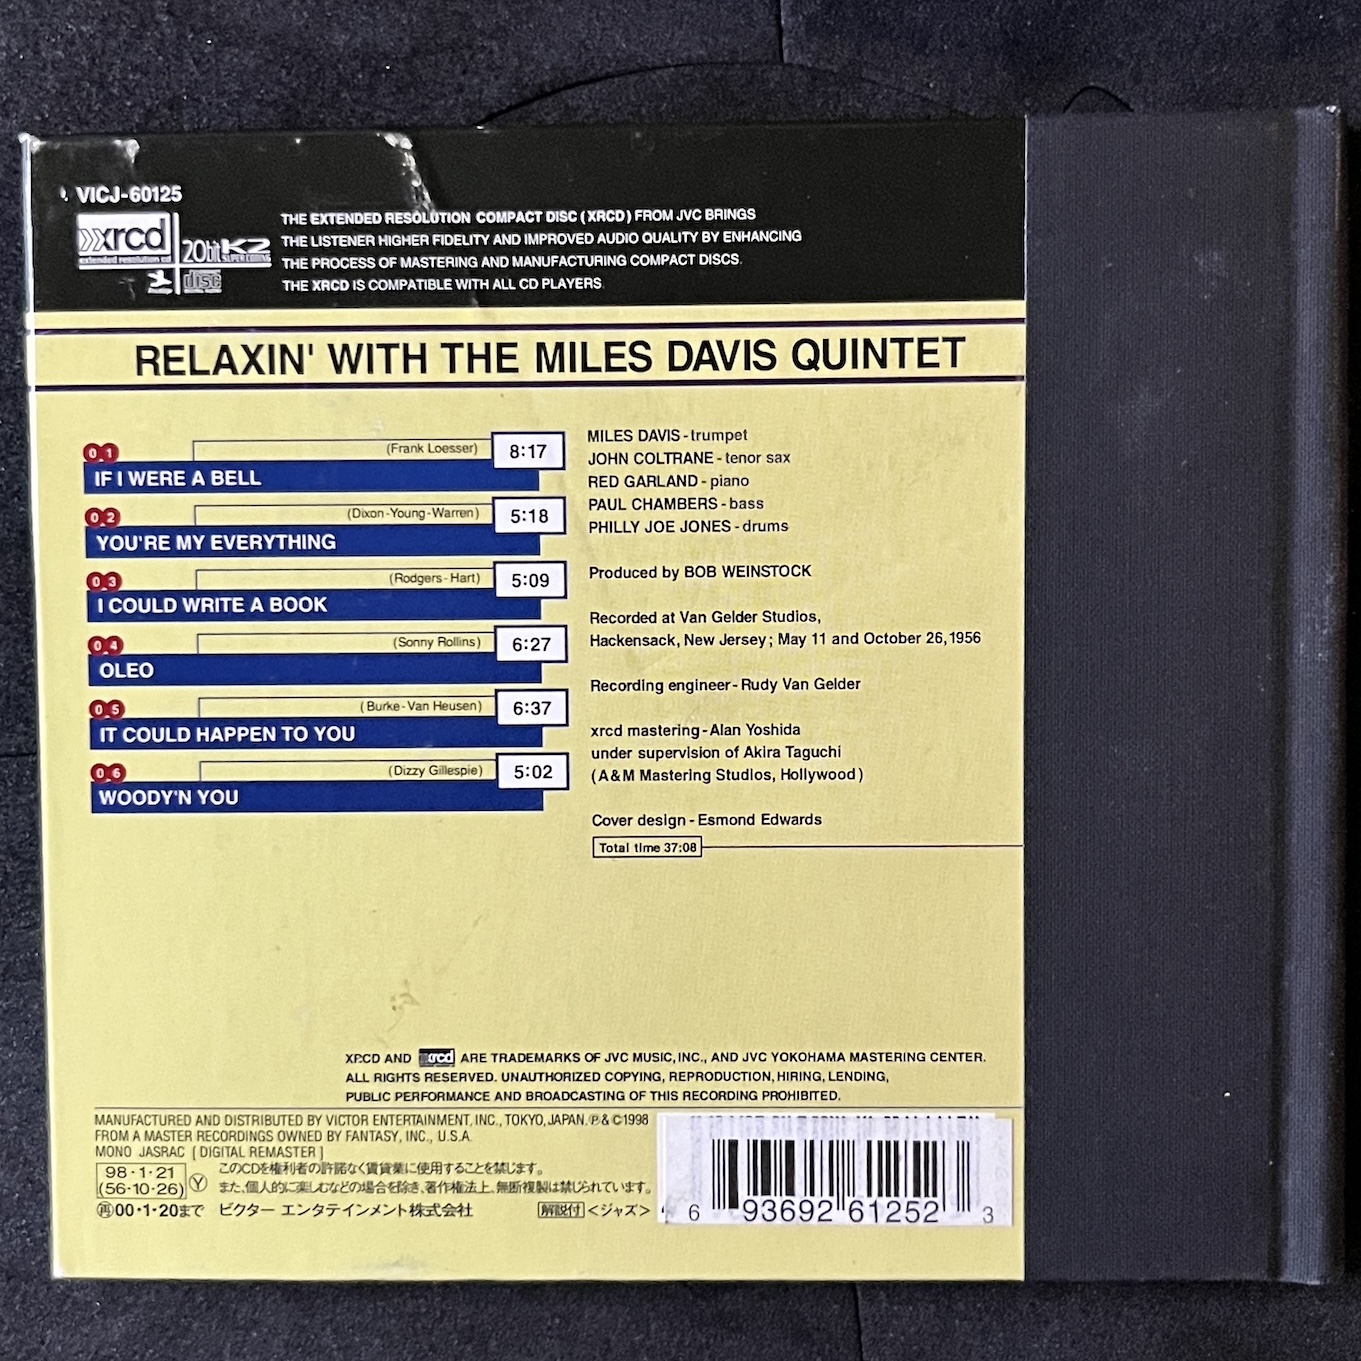 VICJ-60125
xrcd
extended resolution cd
20bit K2
SUPER CODING
disc
THE EXTENDED RESOLUTION COMPACT DISC (XRCD) FROM JVC BRINGS
THE LISTENER HIGHER FIDELITY AND IMPROVED AUDIO QUALITY BY ENHANCING
THE PROCESS OF MASTERING AND MANUFACTURING COMPACT DISCS.
THE XRCD IS COMPATIBLE WITH ALL CD PLAYERS.
RELAXIN' WITH THE MILES DAVIS QUINTET
01 (Frank Loesser) 8:17
IF I WERE A BELL
02 (Dixon-Young-Warren) 5:18
YOU'RE MY EVERYTHING
03 (Rodgers-Hart) 5:09
I COULD WRITE A BOOK
04 (Sonny Rollins) 6:27
OLEO
05 (Burke-Van Heusen) 6:37
IT COULD HAPPEN TO YOU
06 (Dizzy Gillespie) 5:02
WOODY'N YOU
MILES DAVIS - trumpet
JOHN COLTRANE - tenor sax
RED GARLAND - piano
PAUL CHAMBERS - bass
PHILLY JOE JONES - drums
Produced by BOB WEINSTOCK
Recorded at Van Gelder Studios,
Hackensack, New Jersey; May 11 and October 26, 1956
Recording engineer - Rudy Van Gelder
xrcd mastering - Alan Yoshida
under supervision of Akira Taguchi
(A&M Mastering Studios, Hollywood)
Cover design - Esmond Edwards
Total time 37:08
XRCD AND xrcd ARE TRADEMARKS OF JVC MUSIC, INC., AND JVC YOKOHAMA MASTERING CENTER.
ALL RIGHTS RESERVED. UNAUTHORIZED COPYING, REPRODUCTION, HIRING, LENDING,
PUBLIC PERFORMANCE AND BROADCASTING OF THIS RECORDING PROHIBITED.
MANUFACTURED AND DISTRIBUTED BY VICTOR ENTERTAINMENT, INC., TOKYO, JAPAN. ℗ & © 1998
FROM A MASTER RECORDINGS OWNED BY FANTASY, INC., U.S.A.
MONO JASRAC [DIGITAL REMASTER]
98・1・21
(56・10・26) Ⓨ
このCDを権利者の許諾なく賃貸業に使用することを禁じます。
また、個人的に楽しむなどの場合を除き、著作権法上、無断複製は禁じられています。
㊢00・1・20まで ビクター エンタテインメント株式会社 解説付 <ジャズ>
6 93692 61252 3